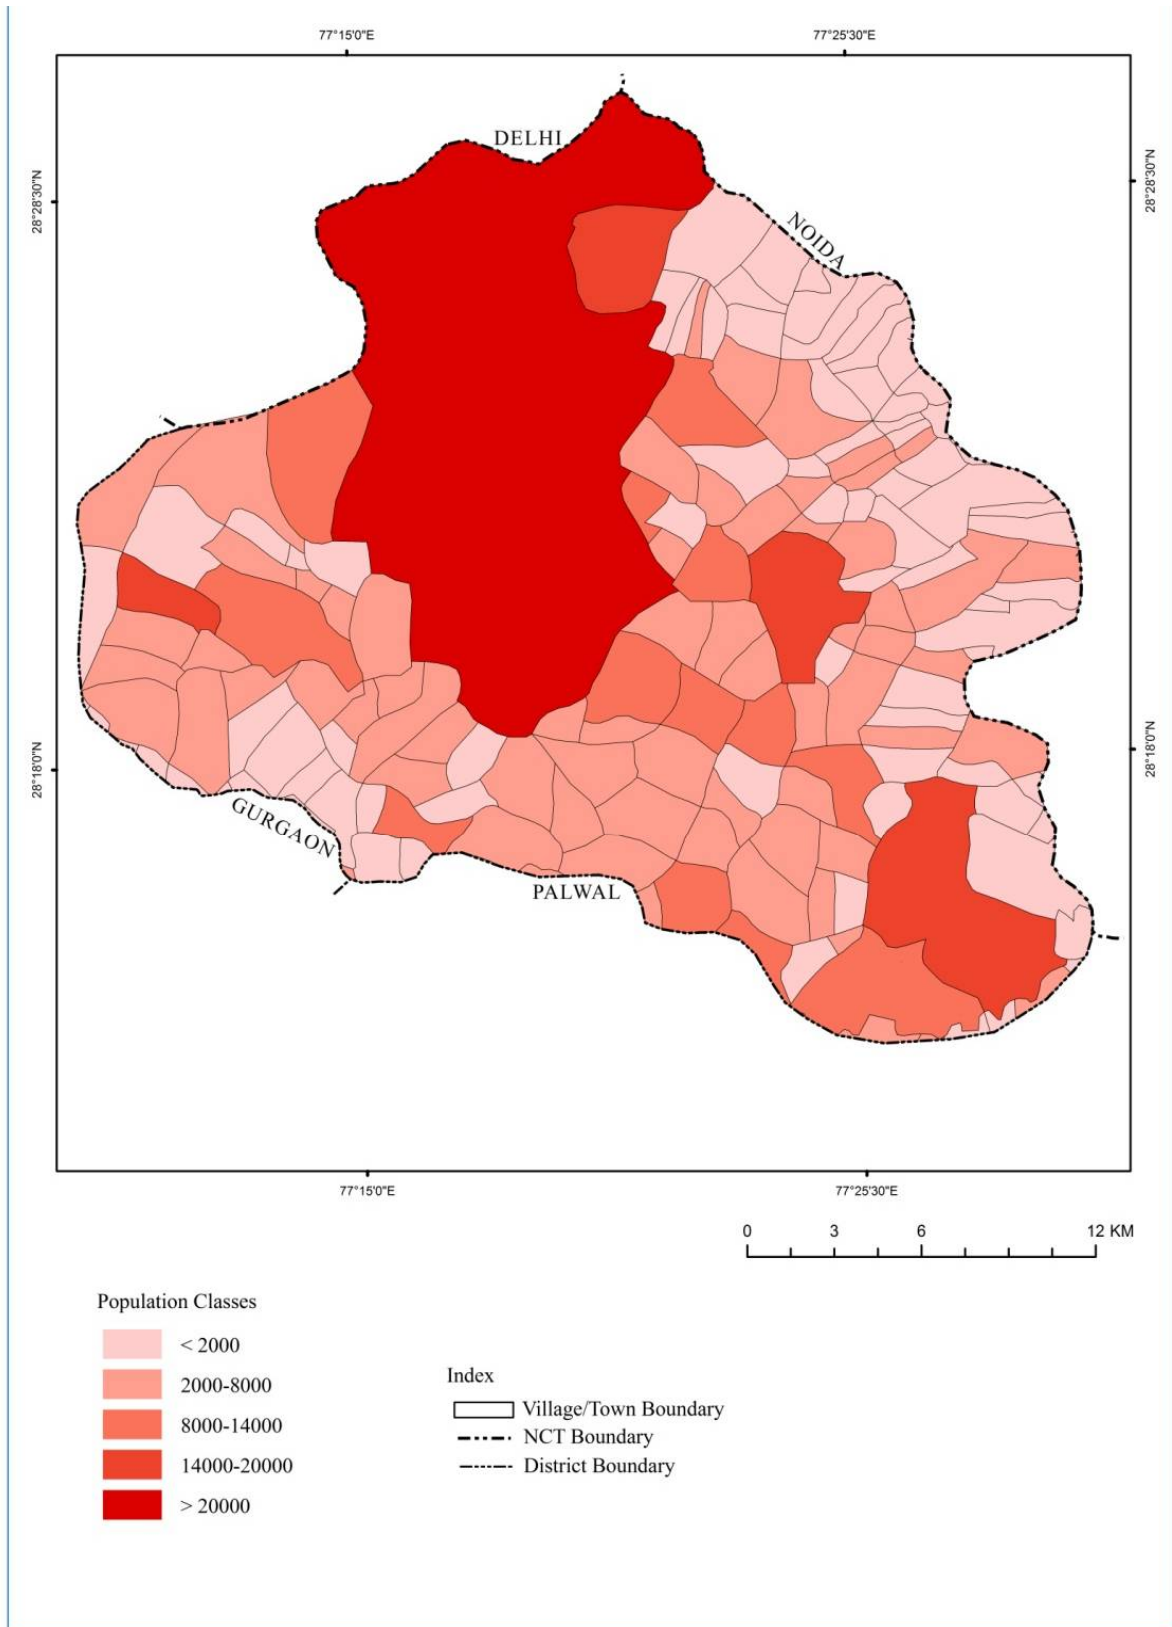 77°15'0"E
77°25'30"E
DELHI
NOIDA
28°28'30"N
28°28'30"N
28°18'0"N
28°18'0"N
GURGAON
PALWAL
77°15'0"E
77°25'30"E
0 3 6 12 KM
Population Classes
< 2000
2000-8000
8000-14000
14000-20000
> 20000
Index
Village/Town Boundary
NCT Boundary
District Boundary